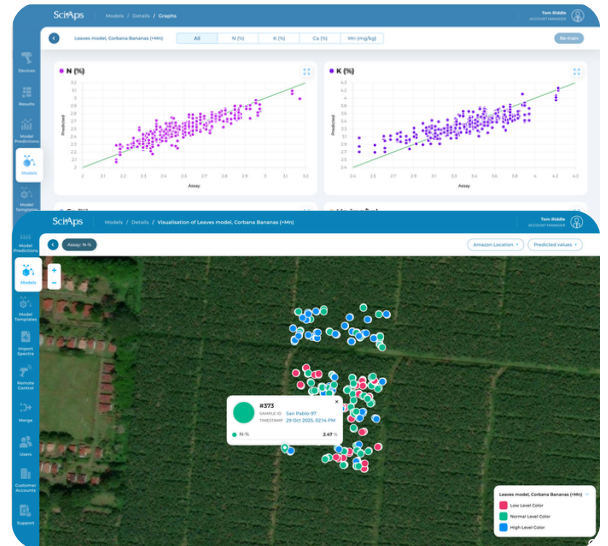 SciAps
Models / Details / Graphs
Tom Riddle
ACCOUNT MANAGER
Leaves model, Corbana Bananas (+Mn)
All
N (%)
K (%)
Ca (%)
Mn (mg/kg)
Re-train
Devices
Results
Model
Predictions
Models
Model
Templates
N (%)
Predicted
Assay
K (%)
Predicted
Assay
SciAps
Models / Details / Visualisation of Leaves model, Corbana Bananas (+Mn)
Tom Riddle
ACCOUNT MANAGER
Model
Predictions
Assay: N-%
Amazon Location
Predicted values
Models
+
−
Model
Templates
Import
Spectra
Remote
Control
Merge
Users
Customer
Accounts
Support
#373
SAMPLE ID San Pablo-97
TIMESTAMP 29 Oct 2025, 02:14 PM
N-% 2.47 %
Leaves model, Corbana Bananas (+Mn)
Low Level Color
Normal Level Color
High Level Color